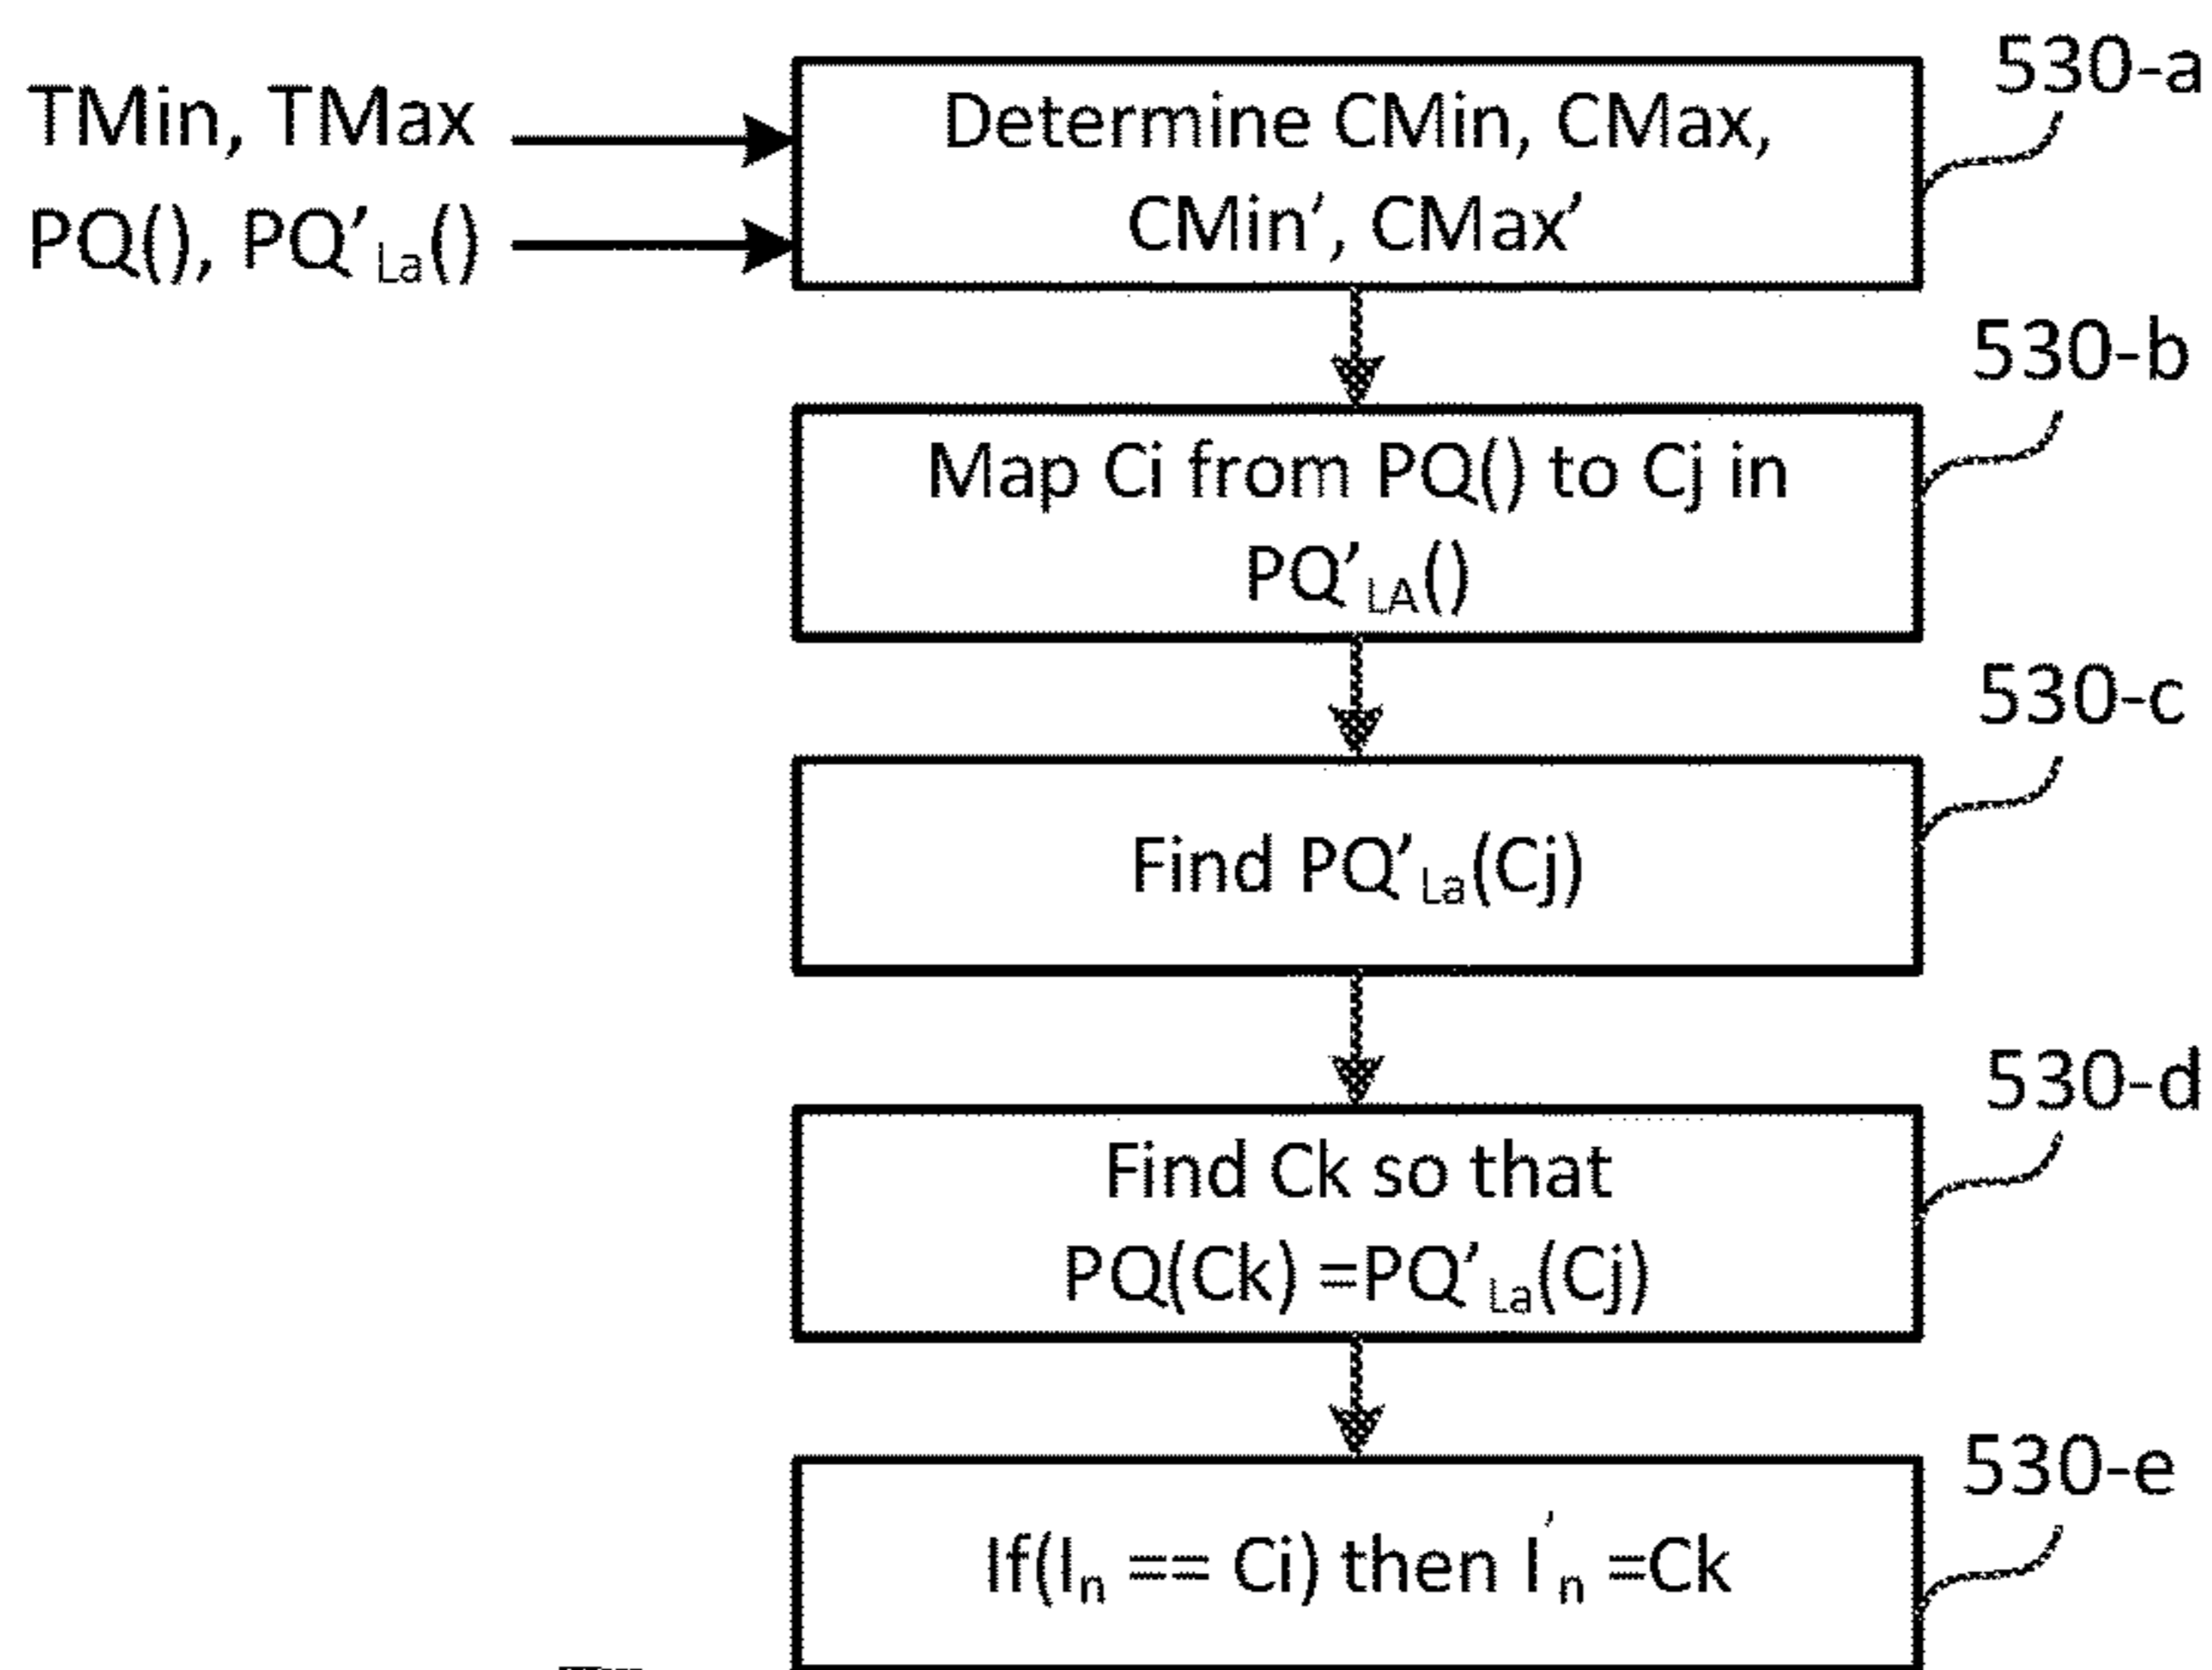 530-a
TMin, TMax
Determine CMin, CMax,
CMin', CMax'
PQ(), PQ'La()
530-b
Map Ci from PQ() to Cj in
PQ'LA()
530-c
Find PQ'La(Cj)
530-d
Find Ck so that
PQ(Ck) =PQ'La(Cj)
530-e
If(In == Ci) then I'n =Ck